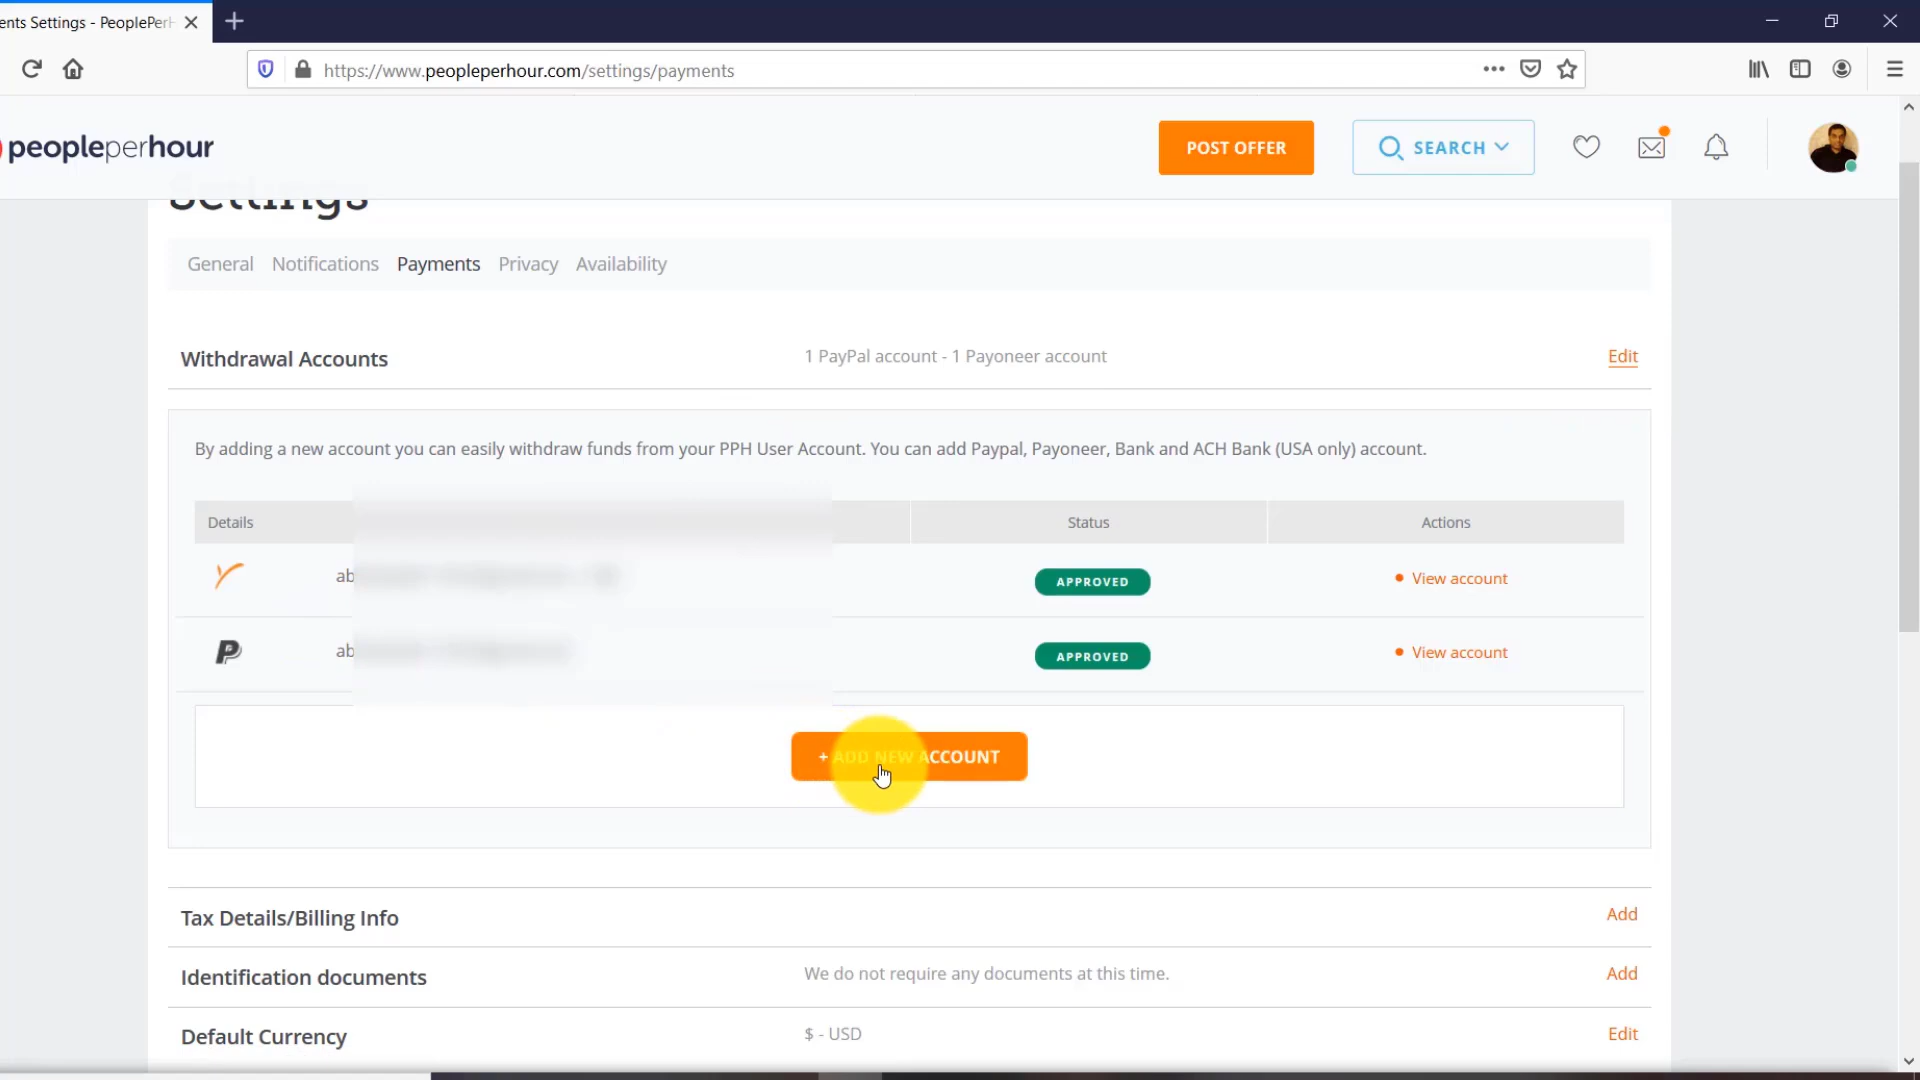 ents Settings - PeoplePerH
https://www.peopleperhour.com/settings/payments
peopleperhour
POST OFFER
SEARCH
Settings
General Notifications Payments Privacy Availability
Withdrawal Accounts
1 PayPal account - 1 Payoneer account
Edit
By adding a new account you can easily withdraw funds from your PPH User Account. You can add Paypal, Payoneer, Bank and ACH Bank (USA only) account.
Details Status Actions
ab APPROVED View account
ab APPROVED View account
+ ADD NEW ACCOUNT
Tax Details/Billing Info Add
Identification documents We do not require any documents at this time. Add
Default Currency $ - USD Edit